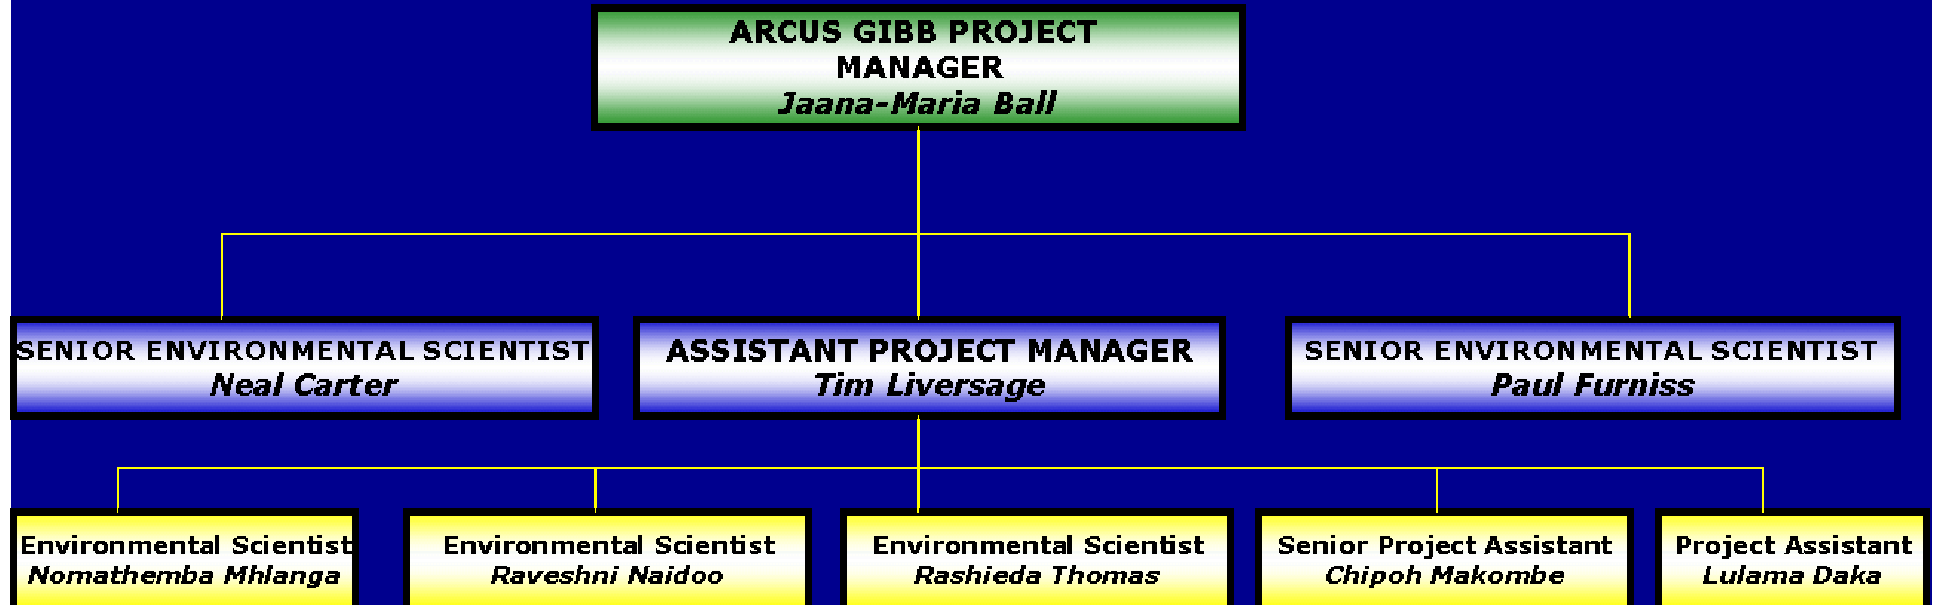 ARCUS GIBB PROJECT
MANAGER
Jaana-Maria Ball
SENIOR ENVIRONMENTAL SCIENTIST
Neal Carter
ASSISTANT PROJECT MANAGER
Tim Liversage
SENIOR ENVIRONMENTAL SCIENTIST
Paul Furniss
Environmental Scientist
Nomathemba Mhlanga
Environmental Scientist
Raveshni Naidoo
Environmental Scientist
Rashieda Thomas
Senior Project Assistant
Chipoh Makombe
Project Assistant
Lulama Daka